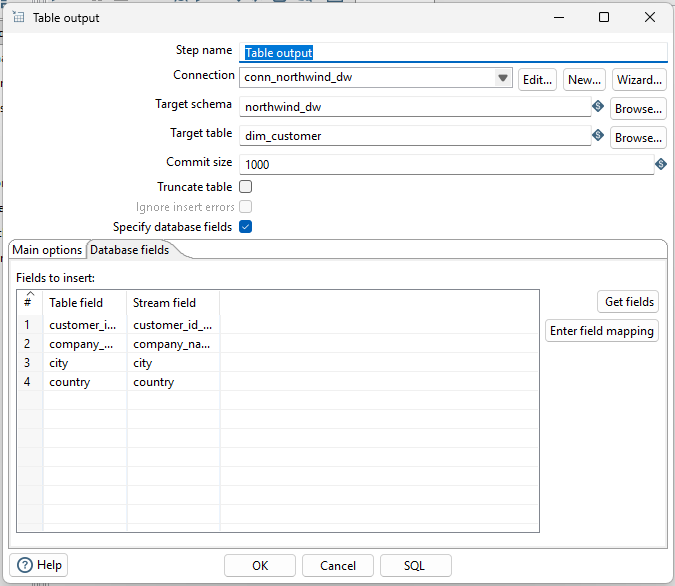 Table output
Step name Table output
Connection conn_northwind_dw Edit... New... Wizard...
Target schema northwind_dw Browse...
Target table dim_customer Browse...
Commit size 1000
Truncate table
Ignore insert errors
Specify database fields
Main options Database fields
Fields to insert:
# Table field Stream field
Get fields
1 customer_i... customer_id_...
Enter field mapping
2 company_... company_na...
3 city city
4 country country
Help OK Cancel SQL